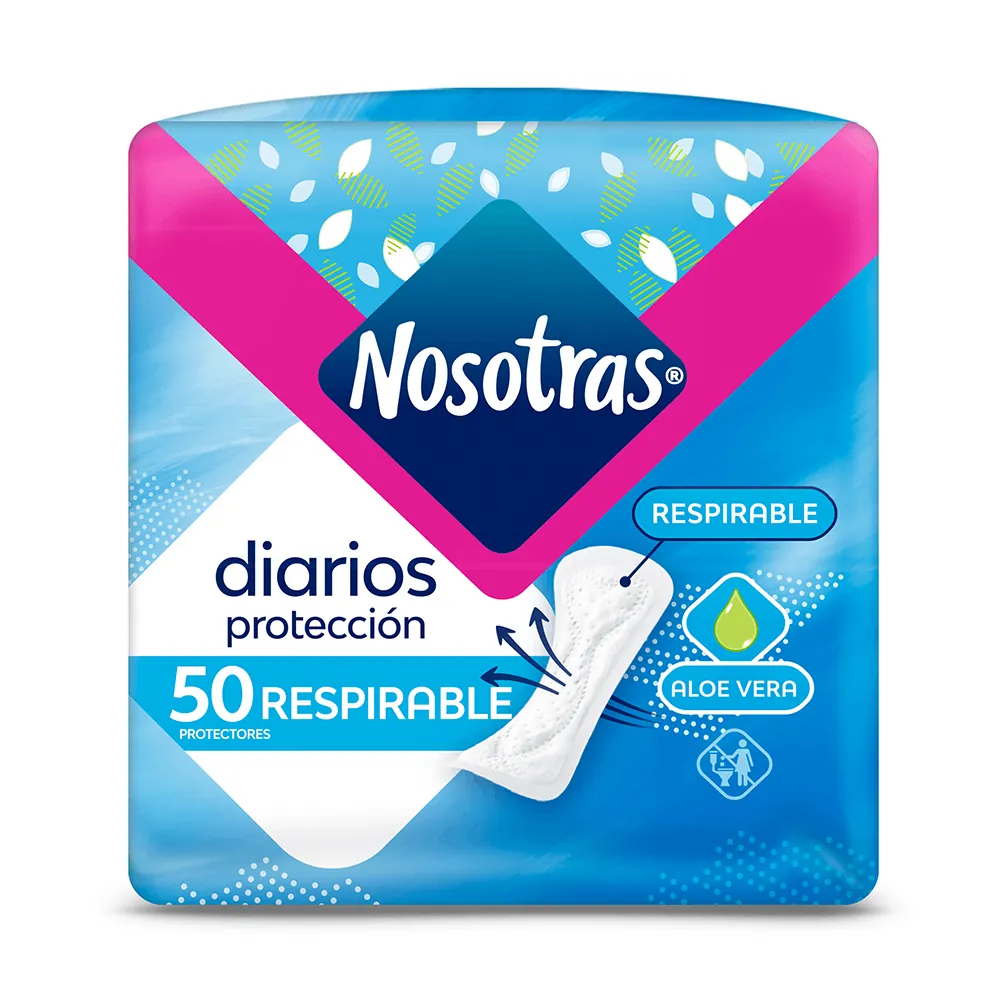 Nosotras®
RESPIRABLE
diarios
protección
50 RESPIRABLE
PROTECTORES
ALOE VERA